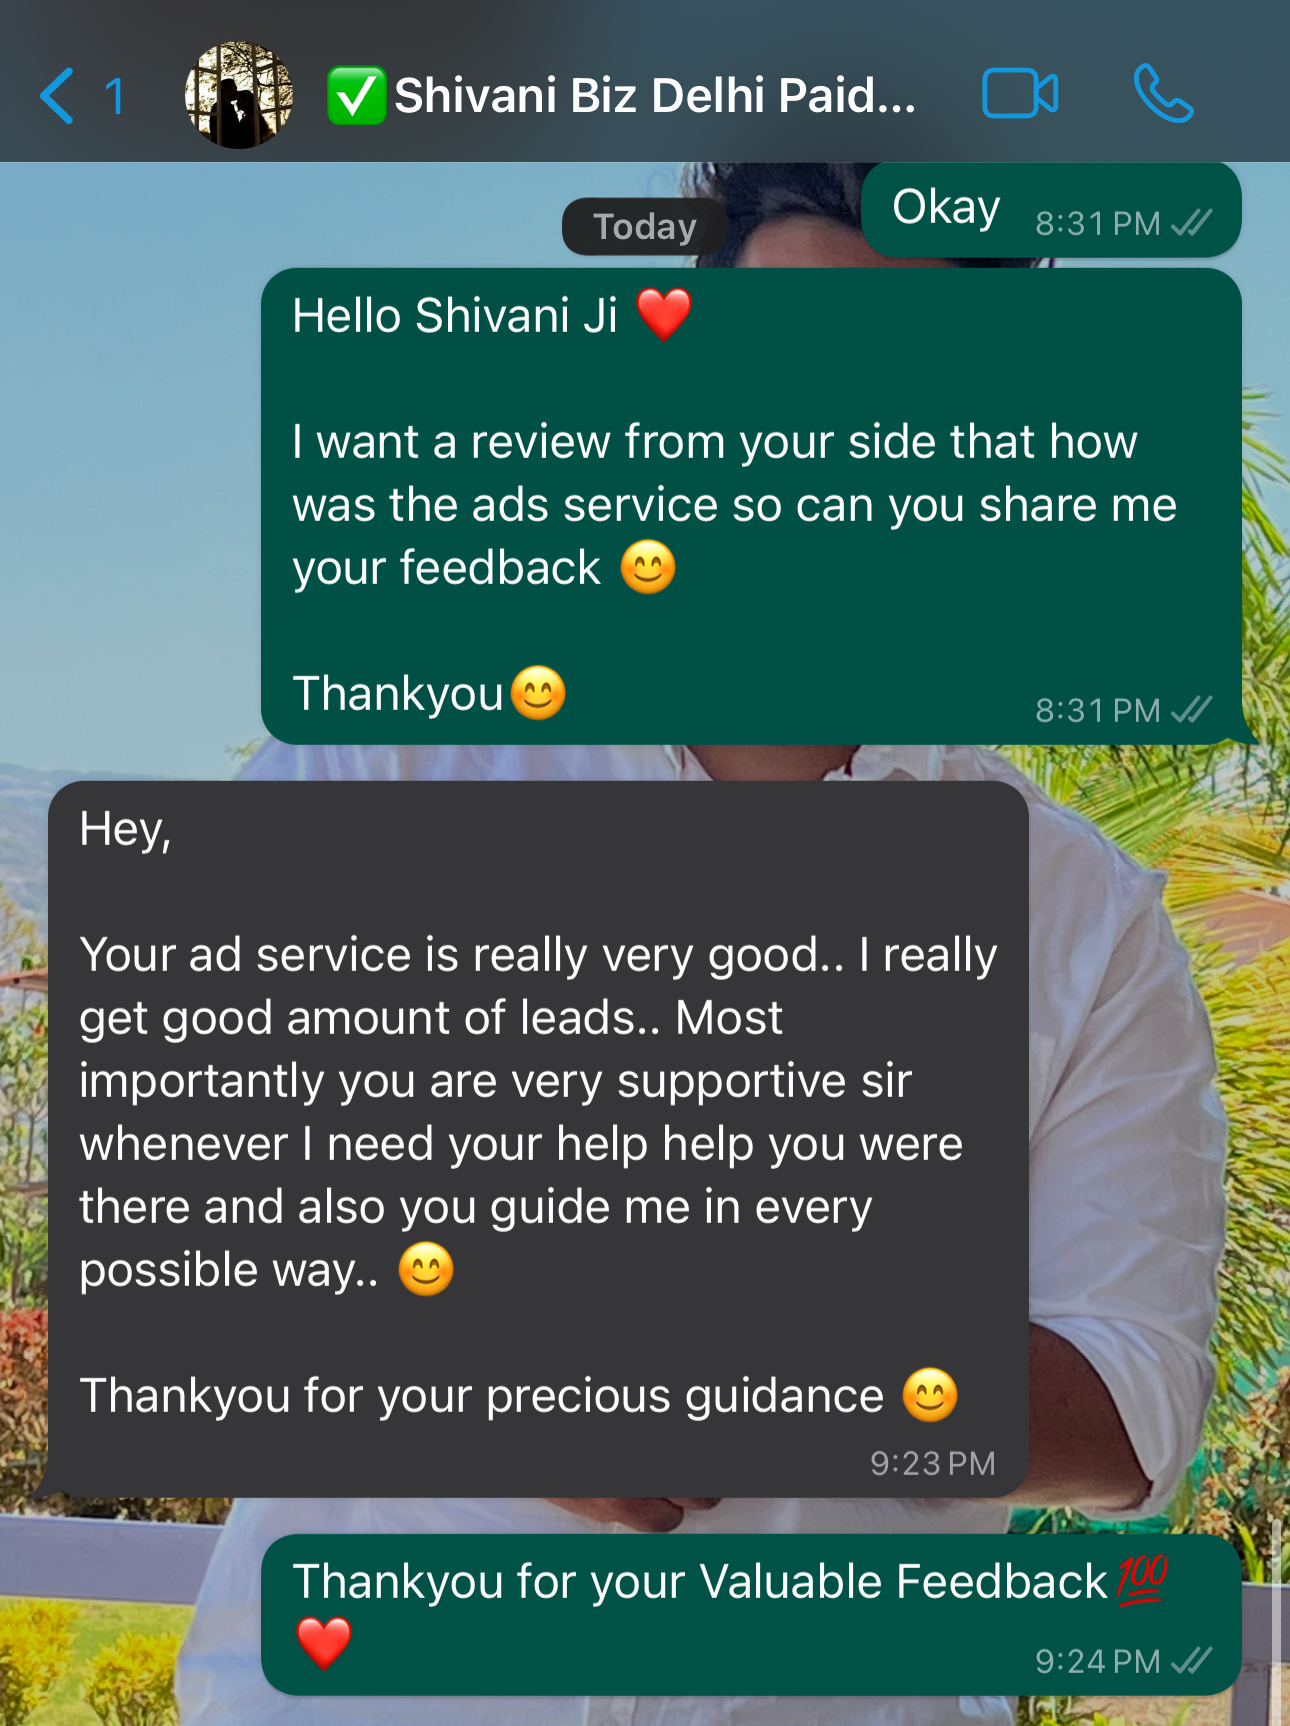 1
✅Shivani Biz Delhi Paid...
Okay
8:31 PM
Today
Hello Shivani Ji ❤️
I want a review from your side that how
was the ads service so can you share me
your feedback 😊
Thankyou😊
8:31 PM
Hey,
Your ad service is really very good.. I really
get good amount of leads.. Most
importantly you are very supportive sir
whenever I need your help help you were
there and also you guide me in every
possible way.. 😊
Thankyou for your precious guidance 😊
9:23 PM
Thankyou for your Valuable Feedback💯
❤️
9:24 PM